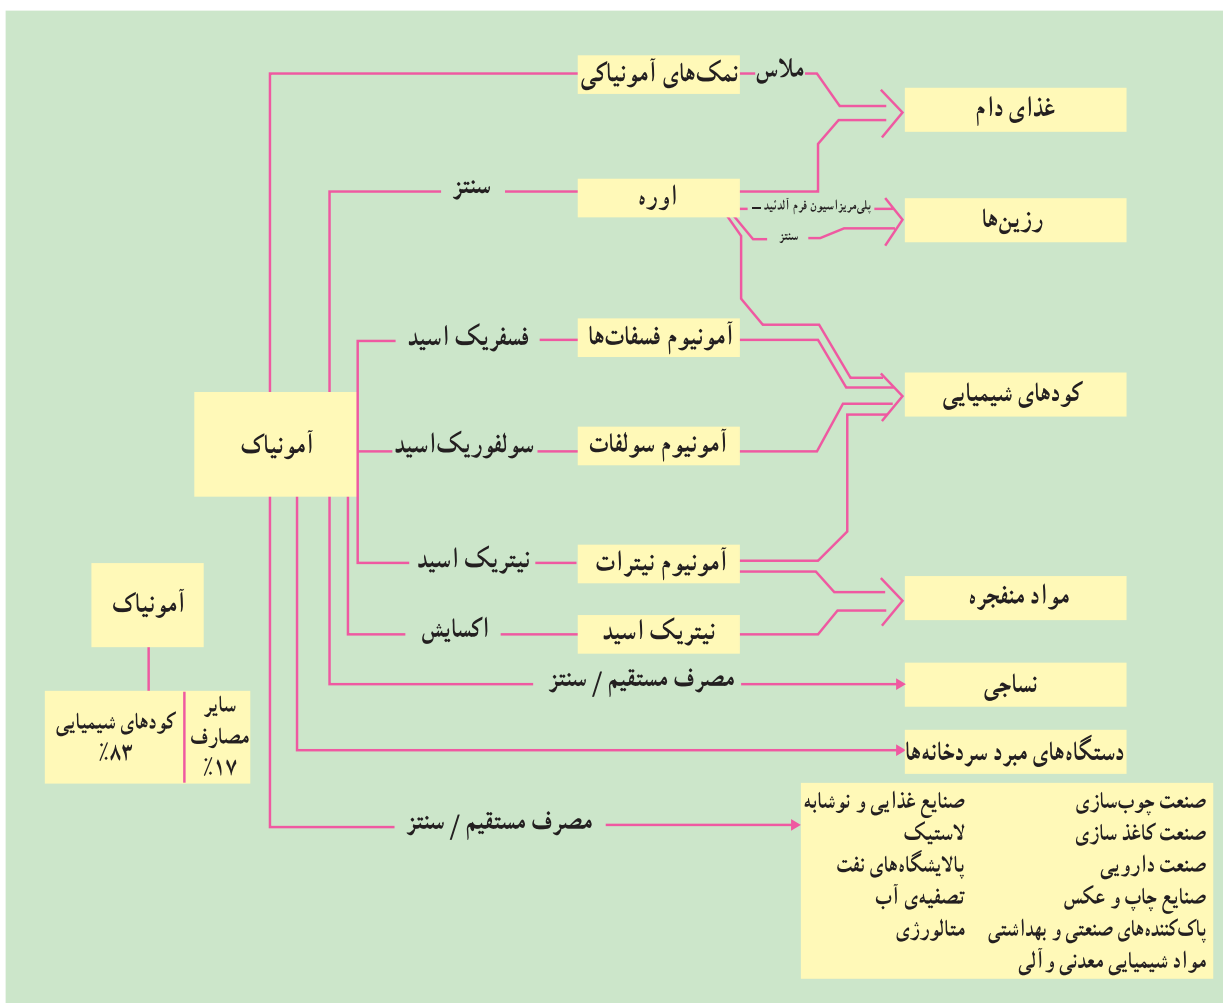 نمک‌های آمونیاکی
ملاس
غذای دام
سنتز
اوره
پلی‌مریزاسیون فرم آلدئید –
سنتز
رزین‌ها
فسفریک اسید
آمونیوم فسفات‌ها
کودهای شیمیایی
آمونیاک
سولفوریک‌اسید
آمونیوم سولفات
نیتریک اسید
آمونیوم نیترات
مواد منفجره
اکسایش
نیتریک اسید
مصرف مستقیم / سنتز
نساجی
دستگاه‌های مبرد سردخانه‌ها
مصرف مستقیم / سنتز
صنعت چوب‌سازی
صنعت کاغذ سازی
صنعت دارویی
صنایع چاپ و عکس
پاک‌کننده‌های صنعتی و بهداشتی
مواد شیمیایی معدنی و آلی
صنایع غذایی و نوشابه
لاستیک
پالایشگاه‌های نفت
تصفیه‌ی آب
متالورژی
آمونیاک
سایر
مصارف
٪۱۷
کودهای شیمیایی
٪۸۳